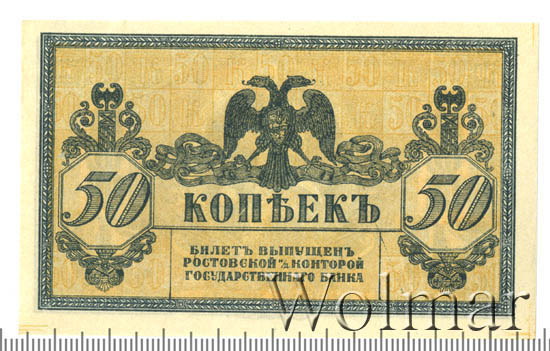 50
50
КОПѢЕКЪ
БИЛЕТЪ ВЫПУЩЕНЪ
РОСТОВСКОЙ н/Д КОНТОРОЙ
ГОСУДАРСТВЕННАГО БАНКА
Wolmar